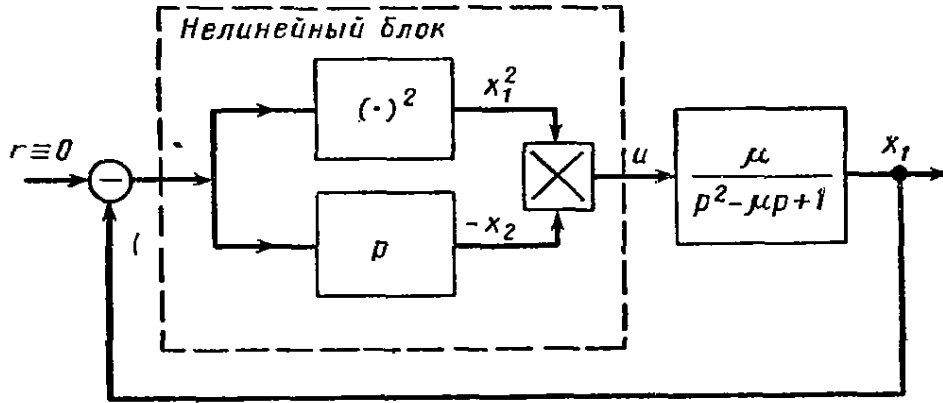 Нелинейный блок
(·)²
x₁²
r≡0
−
u
μ
p²−μp+1
x₁
p
−x₂